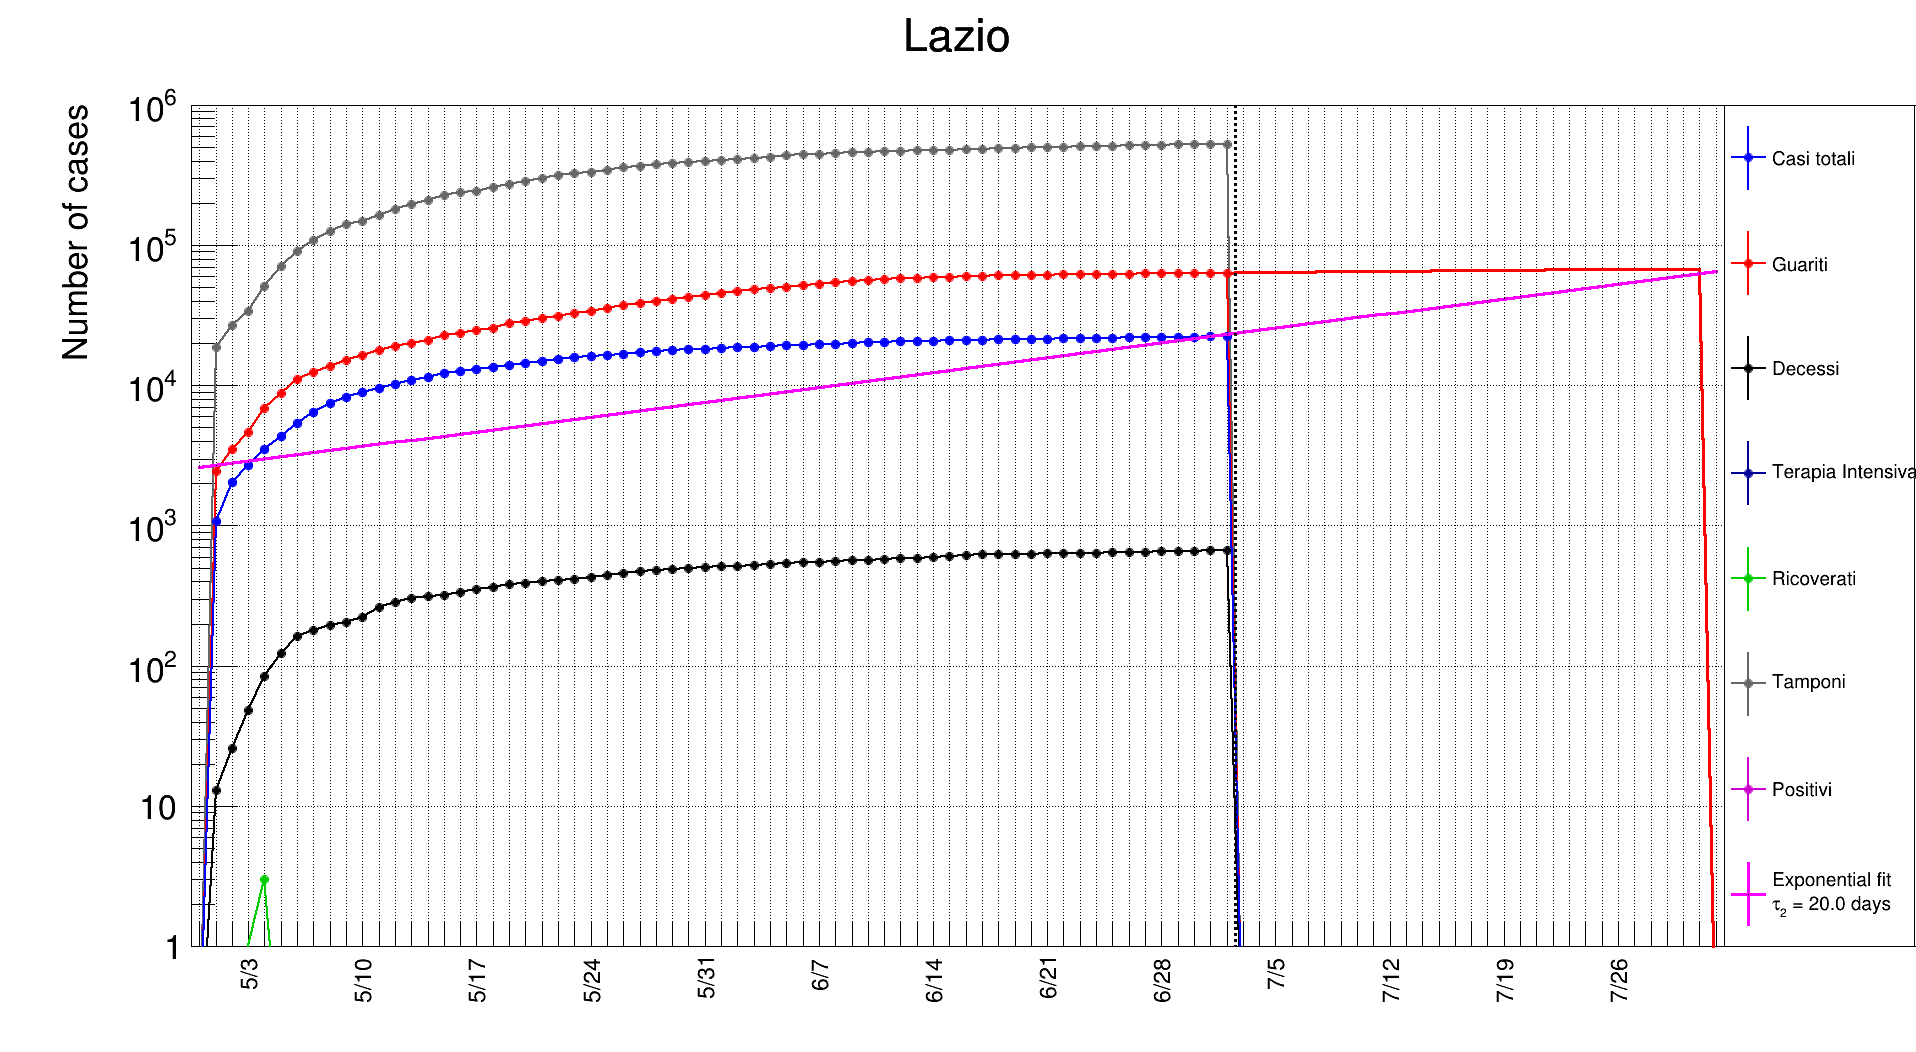 Lazio
Number of cases
10^6
10^5
10^4
10^3
10^2
10
1
5/3
5/10
5/17
5/24
5/31
6/7
6/14
6/21
6/28
7/5
7/12
7/19
7/26
Casi totali
Guariti
Decessi
Terapia Intensiva
Ricoverati
Tamponi
Positivi
Exponential fit
τ_2 = 20.0 days